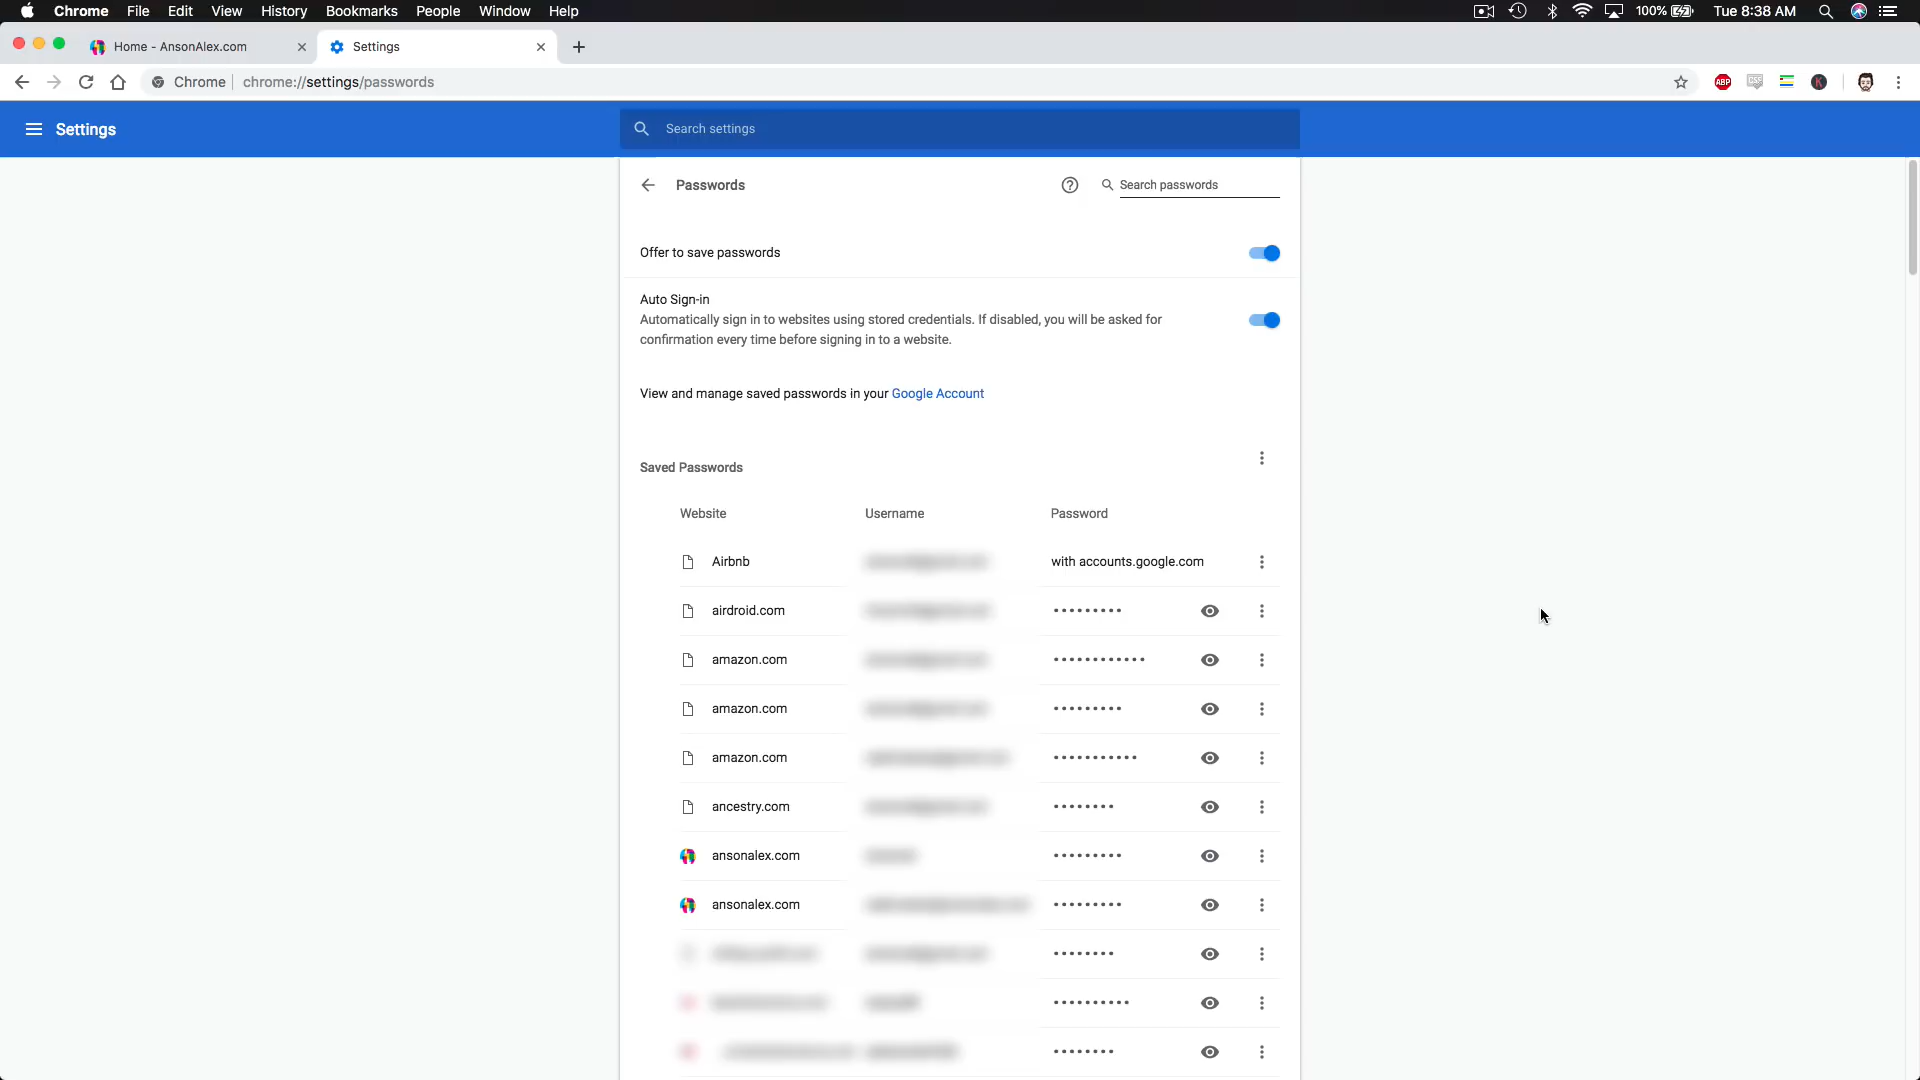 Chrome File Edit View History Bookmarks People Window Help 100% Tue 8:38 AM
Home - AnsonAlex.com Settings
Chrome chrome://settings/passwords ABP CSS K
Settings Search settings
Passwords Search passwords
Offer to save passwords
Auto Sign-in
Automatically sign in to websites using stored credentials. If disabled, you will be asked for
confirmation every time before signing in to a website.
View and manage saved passwords in your Google Account
Saved Passwords
Website Username Password
Airbnb with accounts.google.com
airdroid.com •••••••••
amazon.com ••••••••••••
amazon.com •••••••••
amazon.com •••••••••••
ancestry.com ••••••••
ansonalex.com •••••••••
ansonalex.com •••••••••
••••••••
••••••••••
••••••••